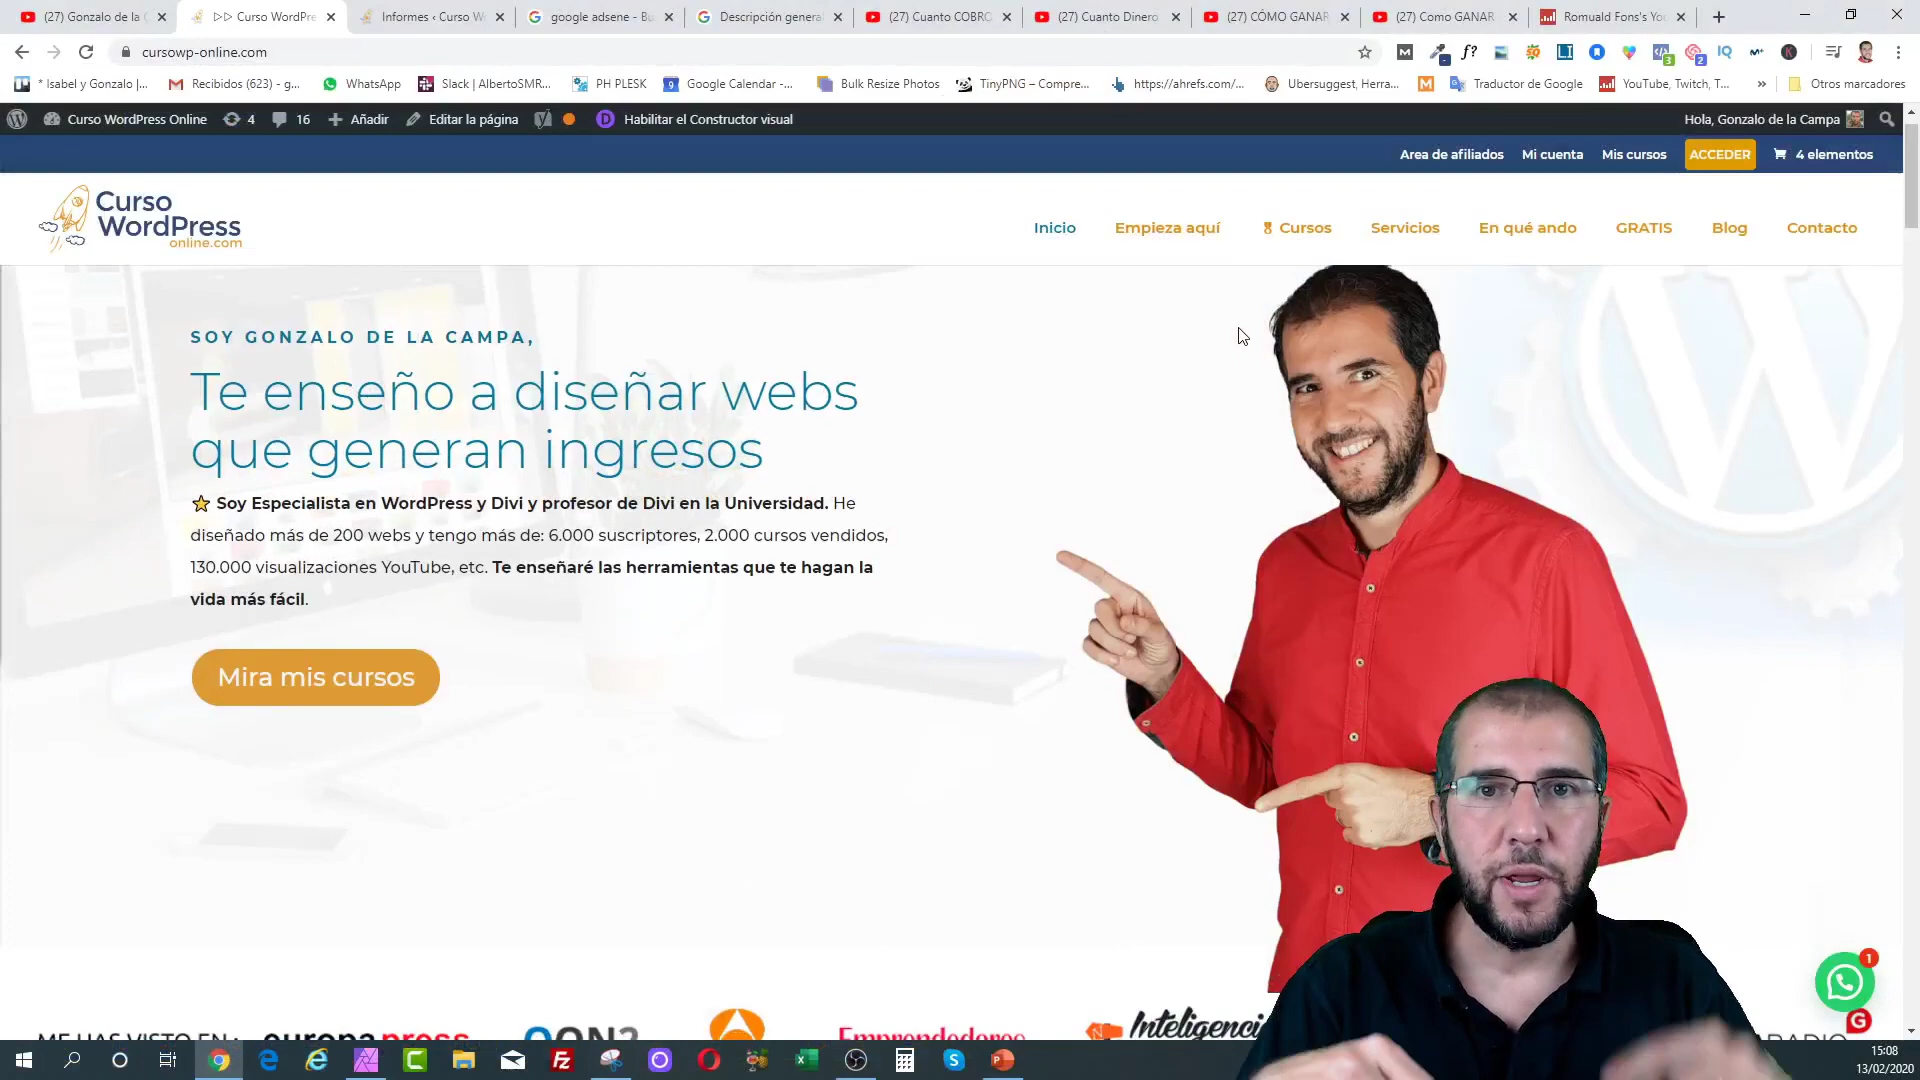 (27) Gonzalo de la C
▷▷ Curso WordPre
Informes ‹ Curso W
google adsene - Bu
Descripción general
(27) Cuanto COBRO
(27) Cuanto Dinero
(27) CÓMO GANAR
(27) Como GANAR
Romuald Fons's Yo
cursowp-online.com
* Isabel y Gonzalo |...
Recibidos (623) - g...
WhatsApp
Slack | AlbertoSMR...
PH PLESK
Google Calendar -...
Bulk Resize Photos
TinyPNG – Compre...
https://ahrefs.com/...
Ubersuggest, Herra...
Traductor de Google
YouTube, Twitch, T...
»
Otros marcadores
Curso WordPress Online
4
16
Añadir
Editar la página
Habilitar el Constructor visual
Hola, Gonzalo de la Campa
Area de afiliados
Mi cuenta
Mis cursos
ACCEDER
4 elementos
Curso
WordPress
online.com
Inicio
Empieza aquí
Cursos
Servicios
En qué ando
GRATIS
Blog
Contacto
SOY GONZALO DE LA CAMPA,
Te enseño a diseñar webs
que generan ingresos
Soy Especialista en WordPress y Divi y profesor de Divi en la Universidad. He
diseñado más de 200 webs y tengo más de: 6.000 suscriptores, 2.000 cursos vendidos,
130.000 visualizaciones YouTube, etc. Te enseñaré las herramientas que te hagan la
vida más fácil.
Mira mis cursos
1
ME HAS VISTO EN:
europa press
Emprendedores
Inteligenci
RADIO
G
15:08
13/02/2020